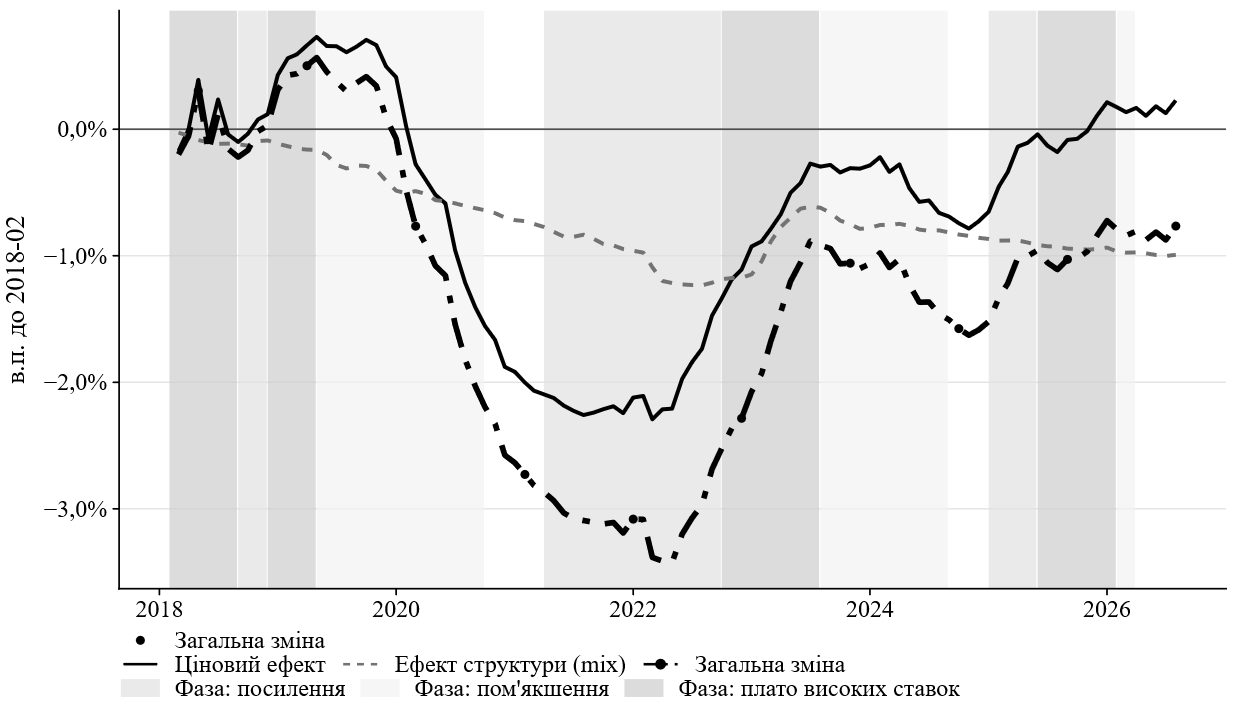 в.п. до 2018-02
0,0%
−1,0%
−2,0%
−3,0%
2018 2020 2022 2024 2026
Загальна зміна
Ціновий ефект Ефект структури (mix) Загальна зміна
Фаза: посилення Фаза: пом'якшення Фаза: плато високих ставок